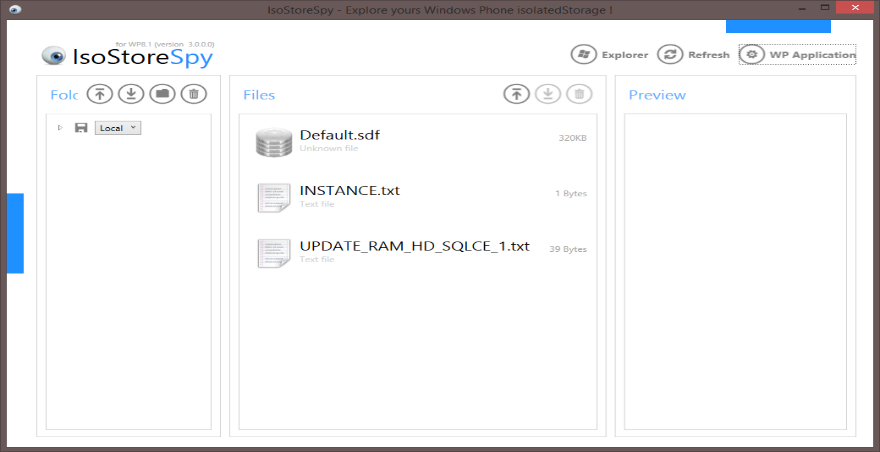 IsoStoreSpy - Explore yours Windows Phone isolatedStorage !
for WP8.1 (version 3.0.0.0)
IsoStoreSpy
Explorer
Refresh
WP Application
Folc
Files
Preview
Local
Default.sdf
Unknown file
320KB
INSTANCE.txt
Text file
1 Bytes
UPDATE_RAM_HD_SQLCE_1.txt
Text file
39 Bytes